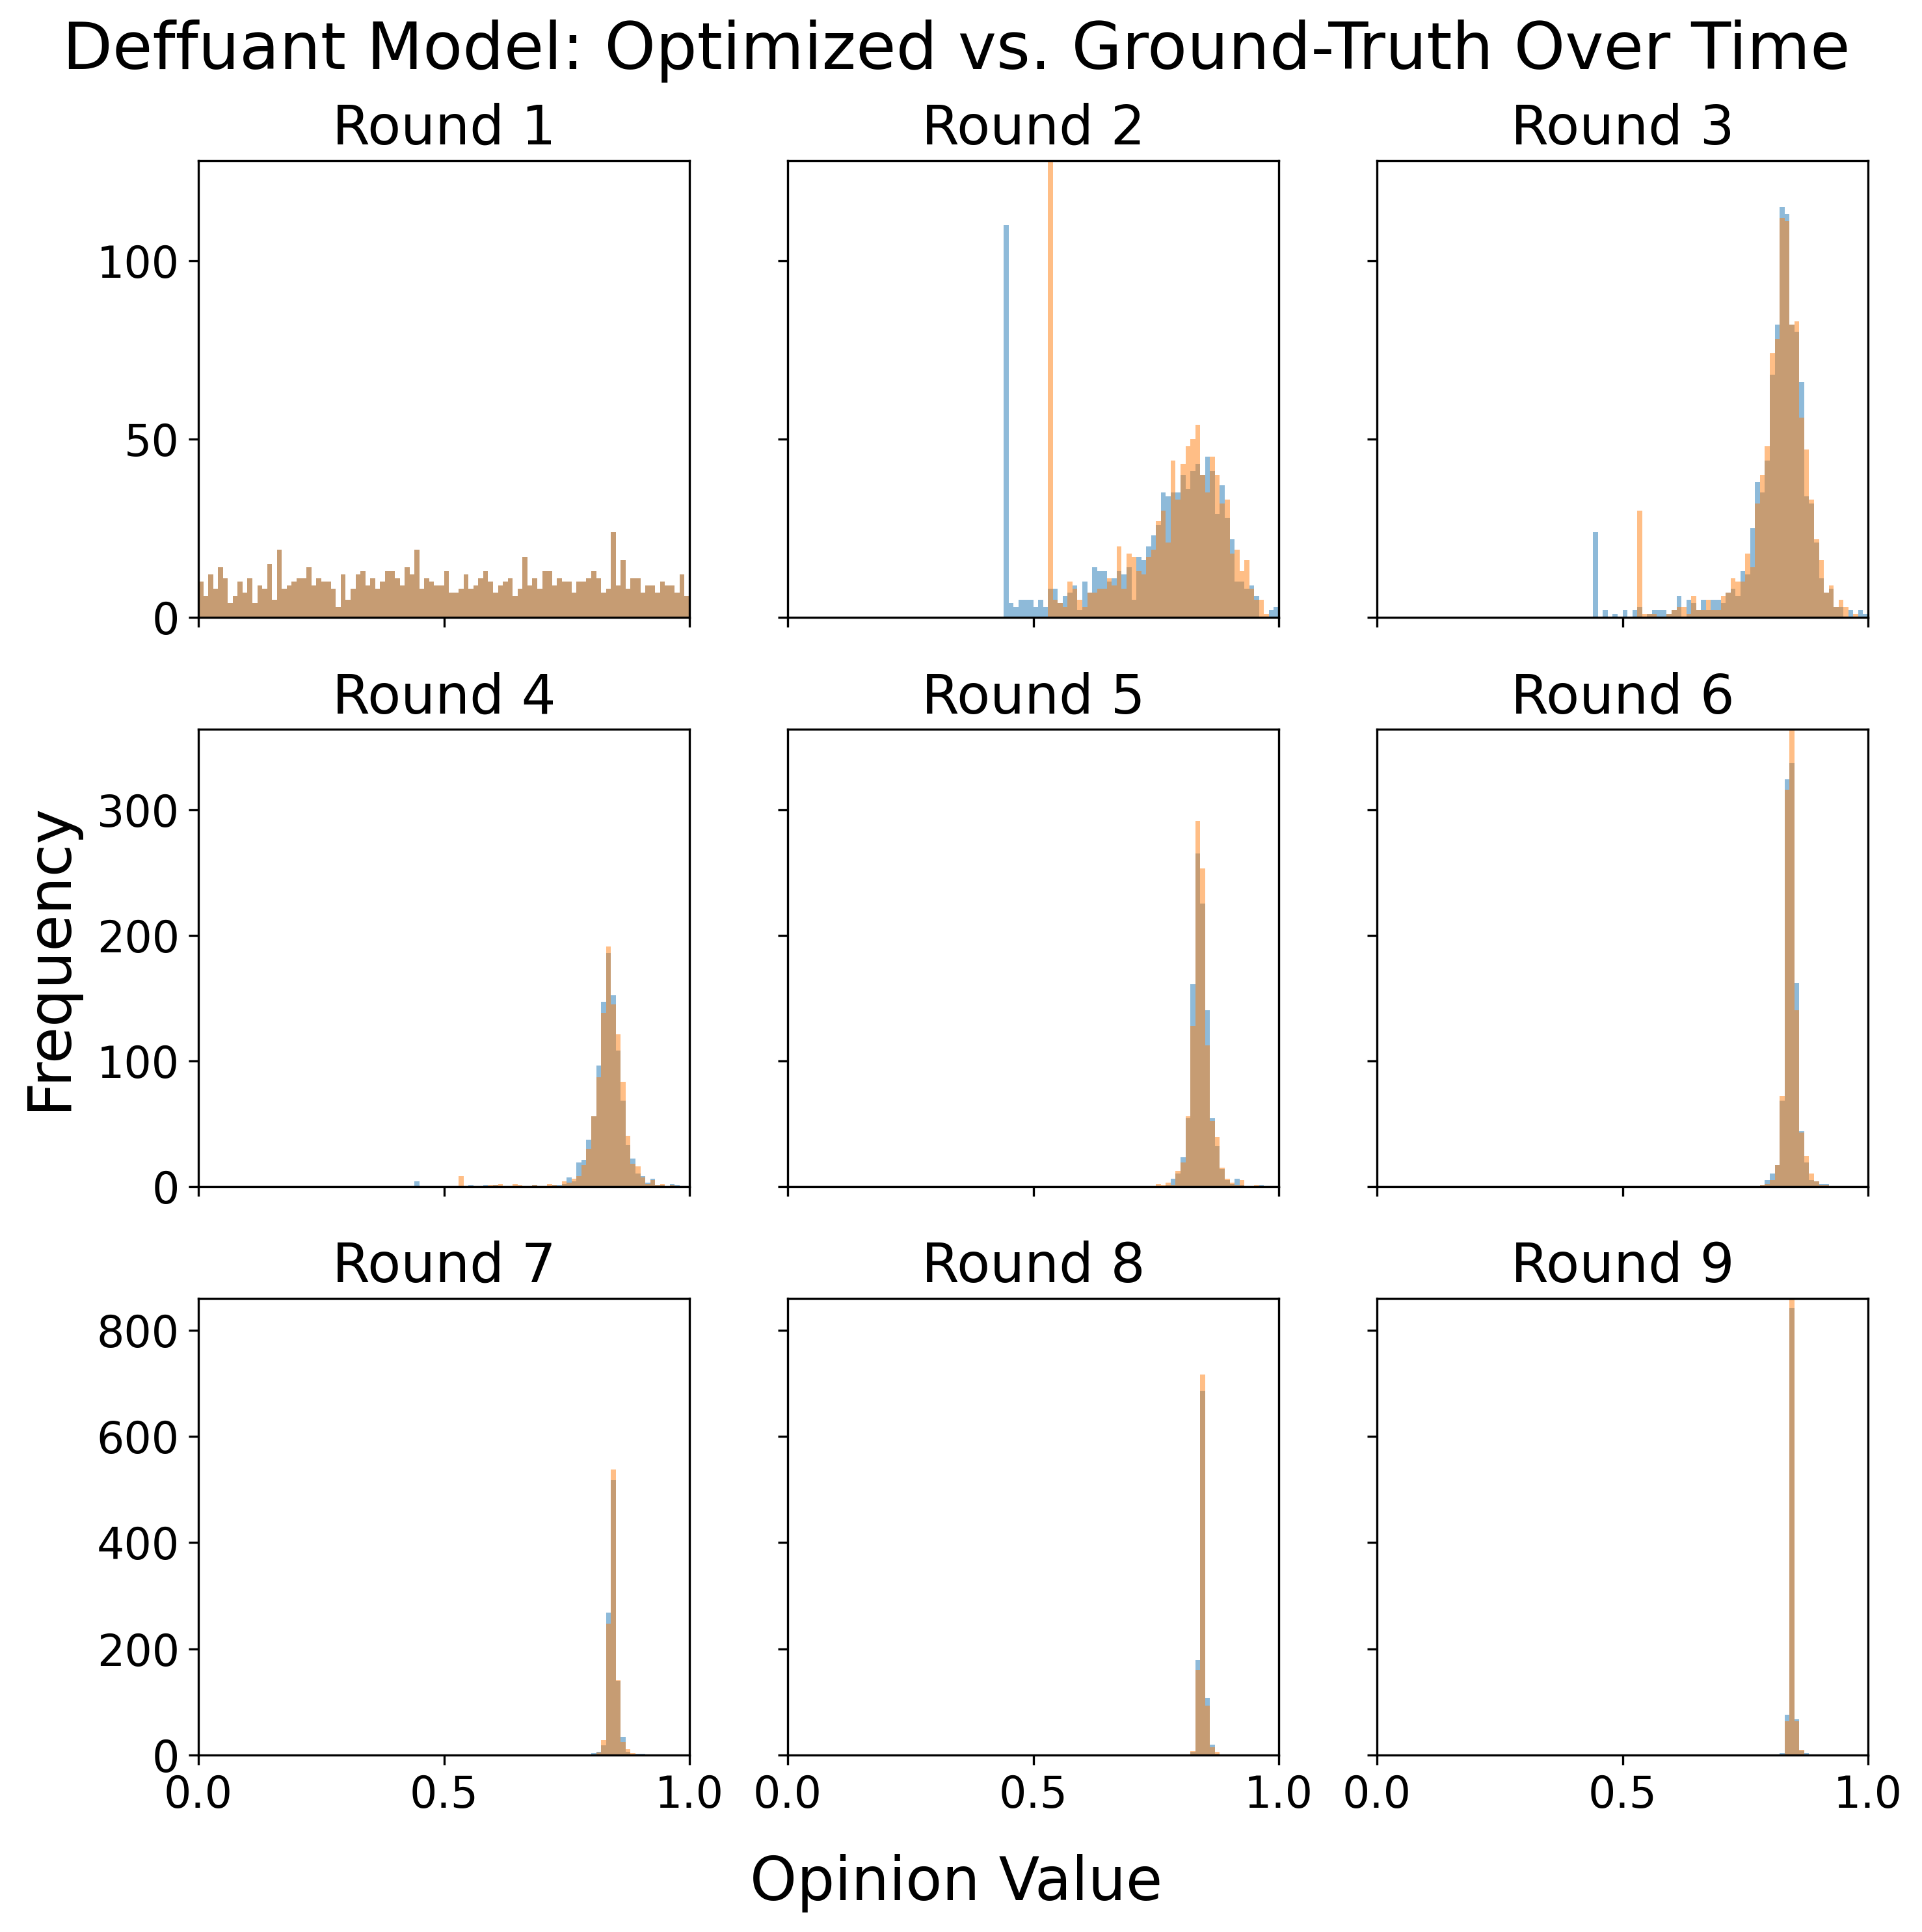 Deffuant Model: Optimized vs. Ground-Truth Over Time
Round 1
Round 2
Round 3
100
50
0
Round 4
Round 5
Round 6
300
200
100
0
Frequency
Round 7
Round 8
Round 9
800
600
400
200
0
0.0 0.5 1.0 0.0 0.5 1.0 0.0 0.5 1.0
Opinion Value